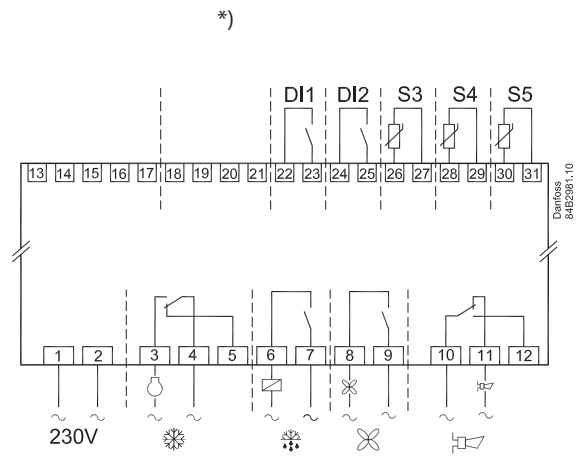 *)
DI1 DI2 S3 S4 S5
13 14 15 16 17 18 19 20 21 22 23 24 25 26 27 28 29 30 31
Danfoss
84B2981.10
1 2 3 4 5 6 7 8 9 10 11 12
230V